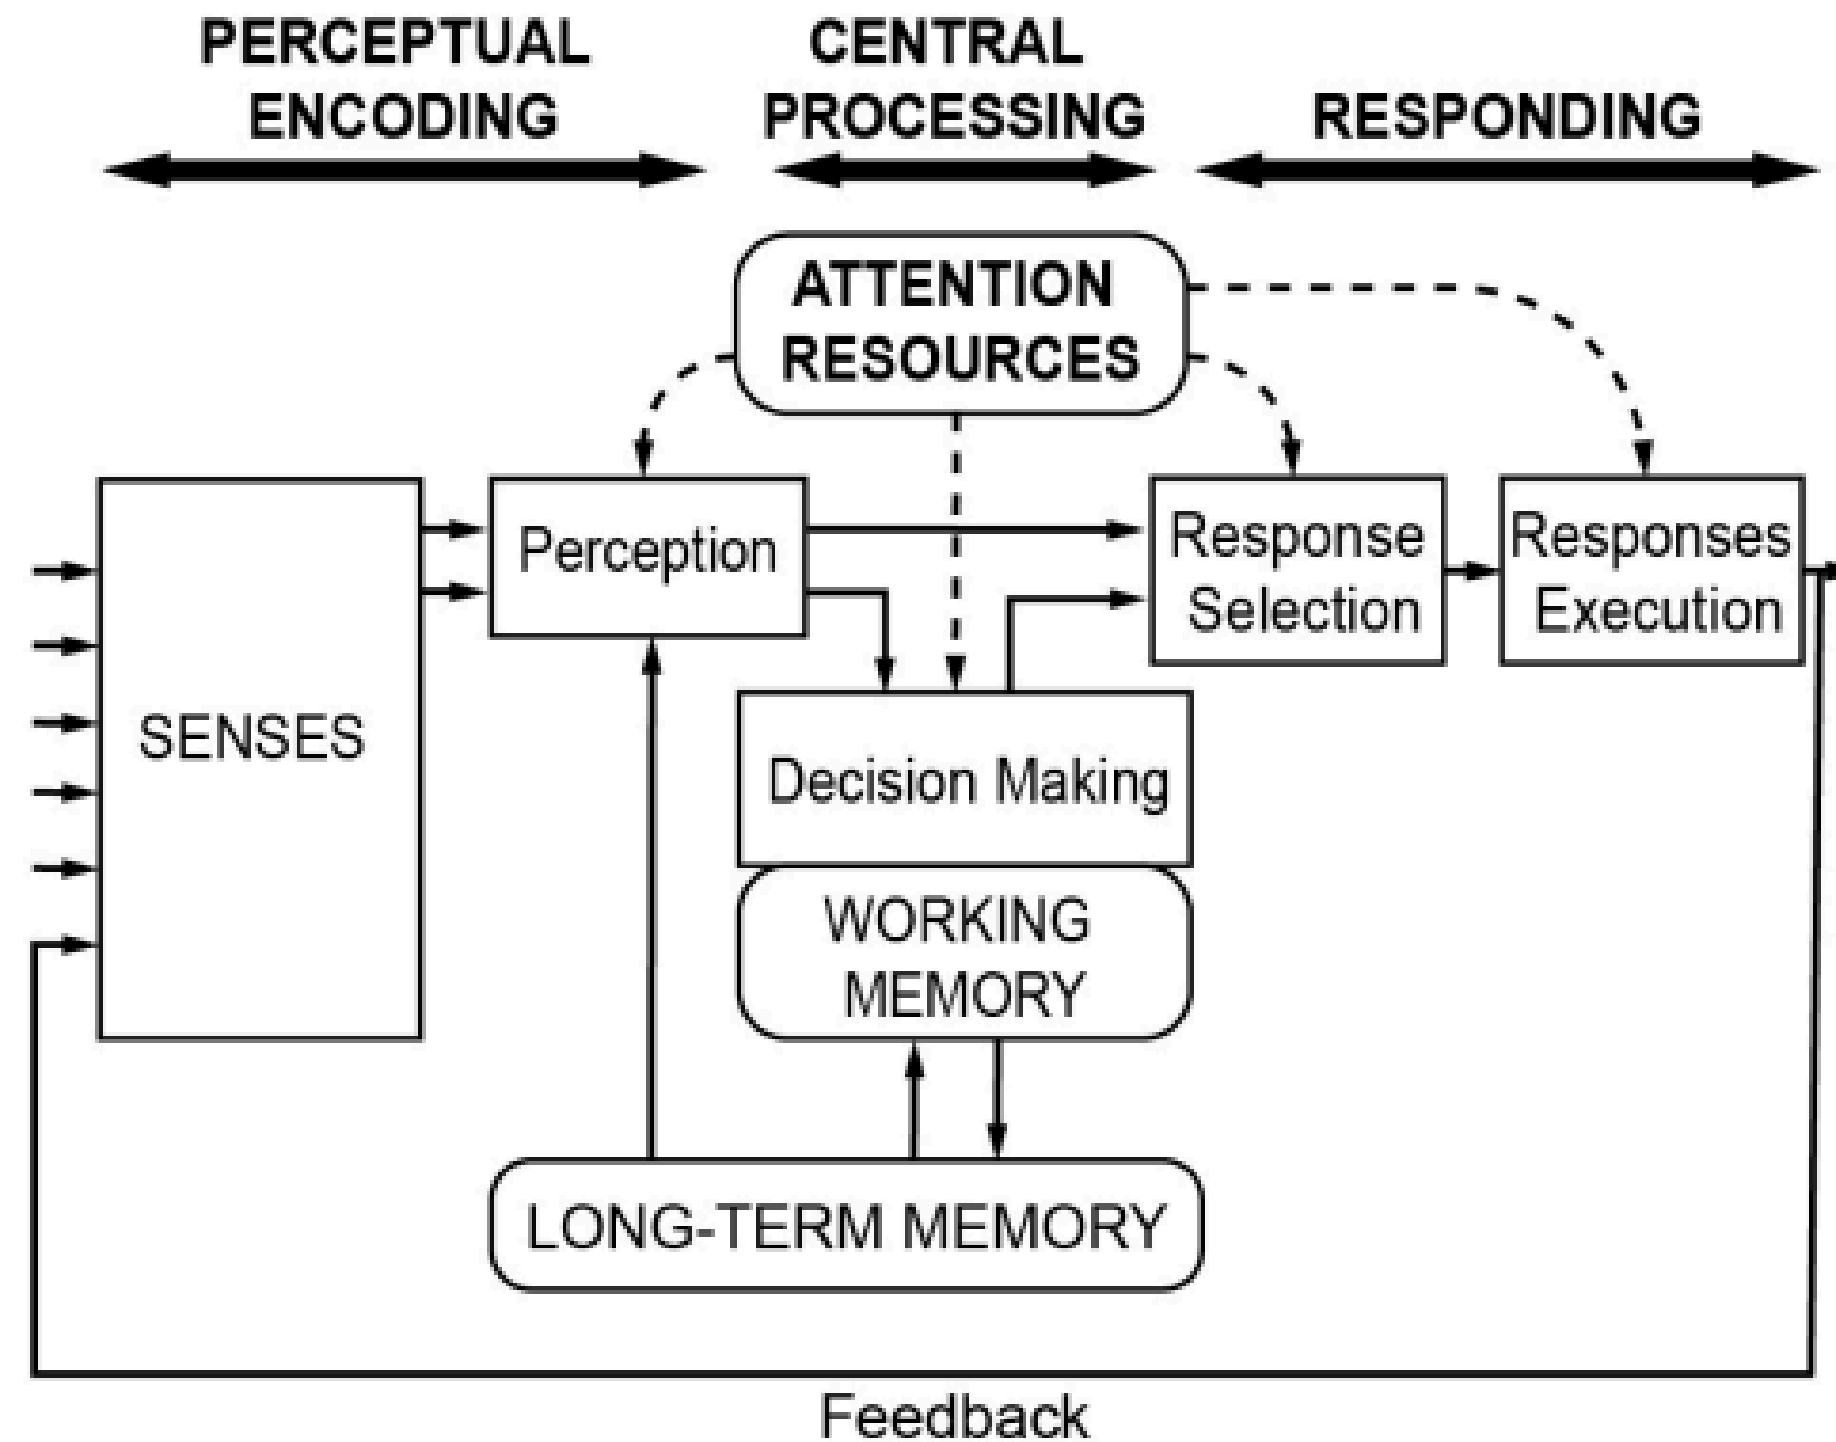 PERCEPTUAL
ENCODING
CENTRAL
PROCESSING
RESPONDING
ATTENTION
RESOURCES
SENSES
Perception
Response
Selection
Responses
Execution
Decision Making
WORKING
MEMORY
LONG-TERM MEMORY
Feedback